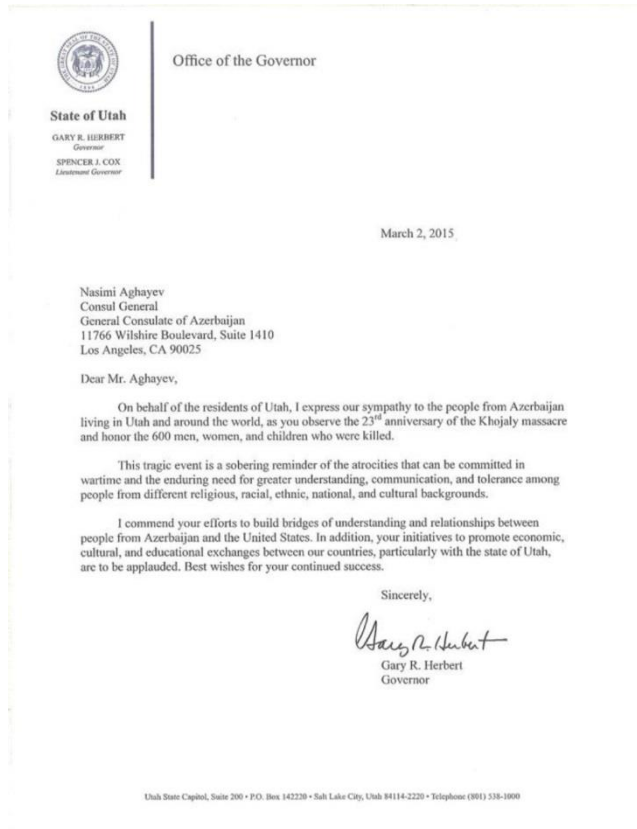 Office of the Governor
State of Utah
GARY R. HERBERT
Governor
SPENCER J. COX
Lieutenant Governor
March 2, 2015
Nasimi Aghayev
Consul General
General Consulate of Azerbaijan
11766 Wilshire Boulevard, Suite 1410
Los Angeles, CA 90025
Dear Mr. Aghayev,
On behalf of the residents of Utah, I express our sympathy to the people from Azerbaijan
living in Utah and around the world, as you observe the 23rd anniversary of the Khojaly massacre
and honor the 600 men, women, and children who were killed.
This tragic event is a sobering reminder of the atrocities that can be committed in
wartime and the enduring need for greater understanding, communication, and tolerance among
people from different religious, racial, ethnic, national, and cultural backgrounds.
I commend your efforts to build bridges of understanding and relationships between
people from Azerbaijan and the United States. In addition, your initiatives to promote economic,
cultural, and educational exchanges between our countries, particularly with the state of Utah,
are to be applauded. Best wishes for your continued success.
Sincerely,
Gary R. Herbert
Gary R. Herbert
Governor
Utah State Capitol, Suite 200 • P.O. Box 142220 • Salt Lake City, Utah 84114-2220 • Telephone (801) 538-1000